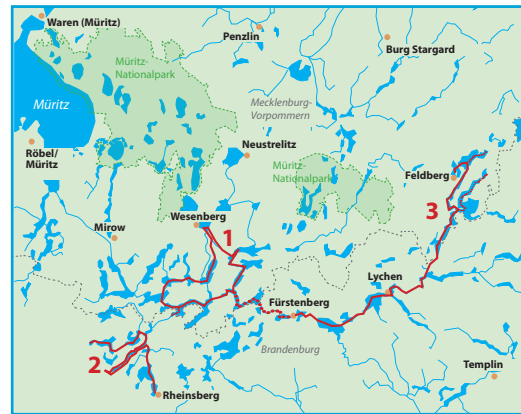 Waren (Müritz)
Penzlin
Burg Stargard
Müritz-
Nationalpark
Müritz
Mecklenburg-
Vorpommern
Röbel/
Müritz
Neustrelitz
Müritz-
Nationalpark
Feldberg
3
Wesenberg
1
Mirow
Lychen
Fürstenberg
Brandenburg
2
Templin
Rheinsberg